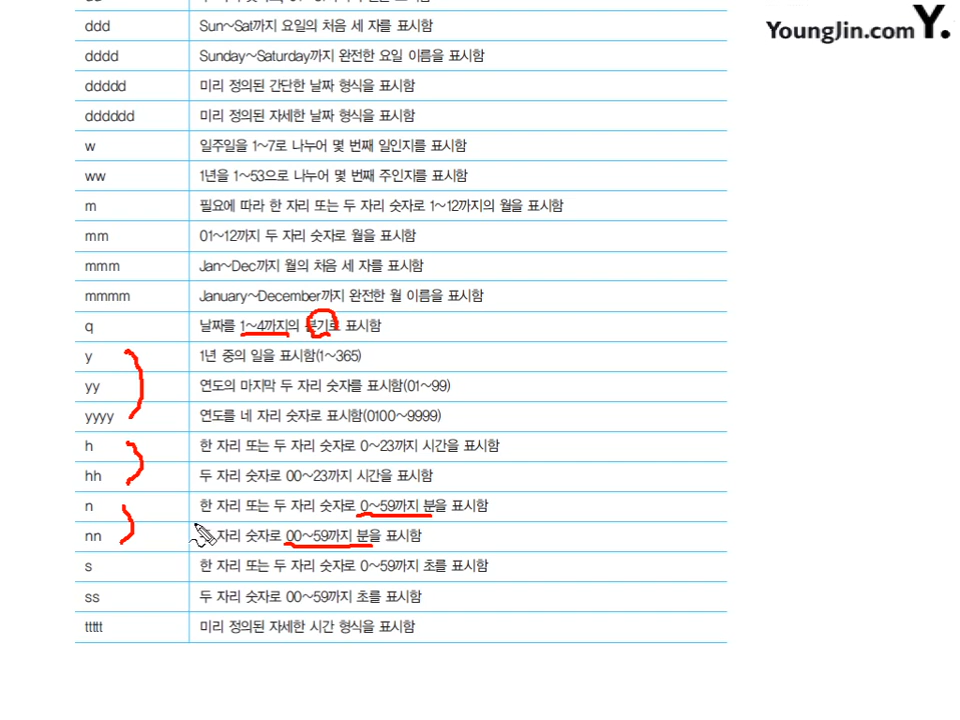 YoungJin.com Y.
ddd Sun~Sat까지 요일의 처음 세 자를 표시함
dddd Sunday~Saturday까지 완전한 요일 이름을 표시함
ddddd 미리 정의된 간단한 날짜 형식을 표시함
dddddd 미리 정의된 자세한 날짜 형식을 표시함
w 일주일을 1~7로 나누어 몇 번째 일인지를 표시함
ww 1년을 1~53으로 나누어 몇 번째 주인지를 표시함
m 필요에 따라 한 자리 또는 두 자리 숫자로 1~12까지의 월을 표시함
mm 01~12까지 두 자리 숫자로 월을 표시함
mmm Jan~Dec까지 월의 처음 세 자를 표시함
mmmm January~December까지 완전한 월 이름을 표시함
q 날짜를 1~4까지의 분기로 표시함
y 1년 중의 일을 표시함(1~365)
yy 연도의 마지막 두 자리 숫자를 표시함(01~99)
yyyy 연도를 네 자리 숫자로 표시함(0100~9999)
h 한 자리 또는 두 자리 숫자로 0~23까지 시간을 표시함
hh 두 자리 숫자로 00~23까지 시간을 표시함
n 한 자리 또는 두 자리 숫자로 0~59까지 분을 표시함
nn 자리 숫자로 00~59까지 분을 표시함
s 한 자리 또는 두 자리 숫자로 0~59까지 초를 표시함
ss 두 자리 숫자로 00~59까지 초를 표시함
ttttt 미리 정의된 자세한 시간 형식을 표시함